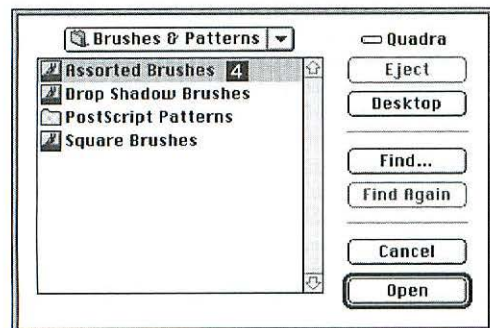 Brushes & Patterns
Assorted Brushes 4
Drop Shadow Brushes
PostScript Patterns
Square Brushes
Quadra
Eject
Desktop
Find...
Find Again
Cancel
Open